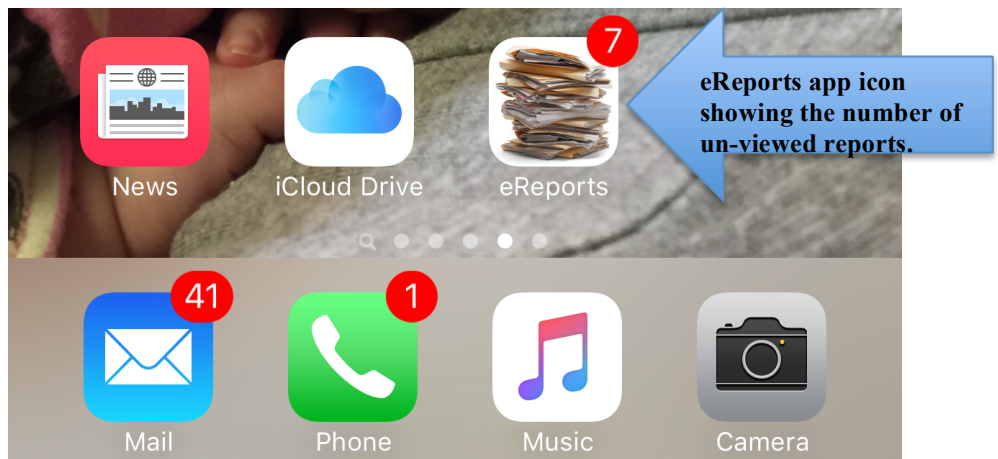 7
eReports app icon
showing the number of
un-viewed reports.
News
iCloud Drive
eReports
41
1
Mail
Phone
Music
Camera